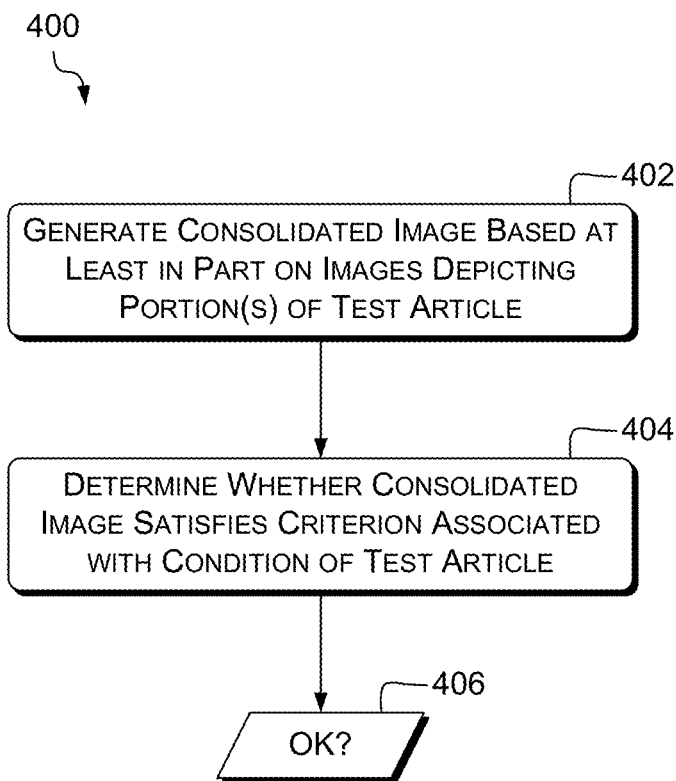 400
402
GENERATE CONSOLIDATED IMAGE BASED AT
LEAST IN PART ON IMAGES DEPICTING
PORTION(S) OF TEST ARTICLE
404
DETERMINE WHETHER CONSOLIDATED
IMAGE SATISFIES CRITERION ASSOCIATED
WITH CONDITION OF TEST ARTICLE
406
OK?